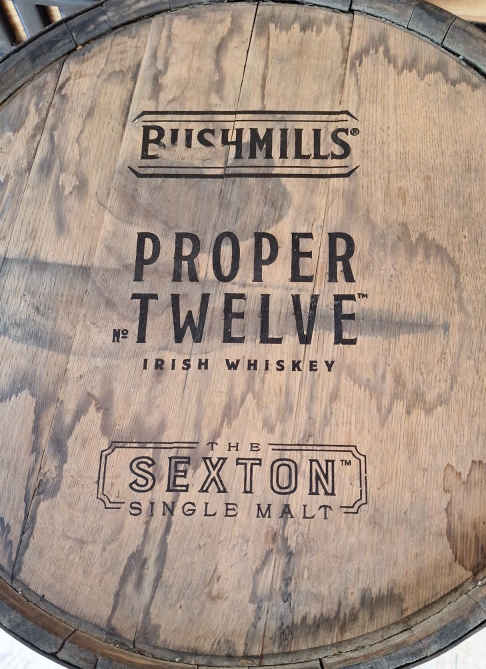 BUSHMILLS®
PROPER
Nº TWELVE™
IRISH WHISKEY
THE
SEXTON™
SINGLE MALT